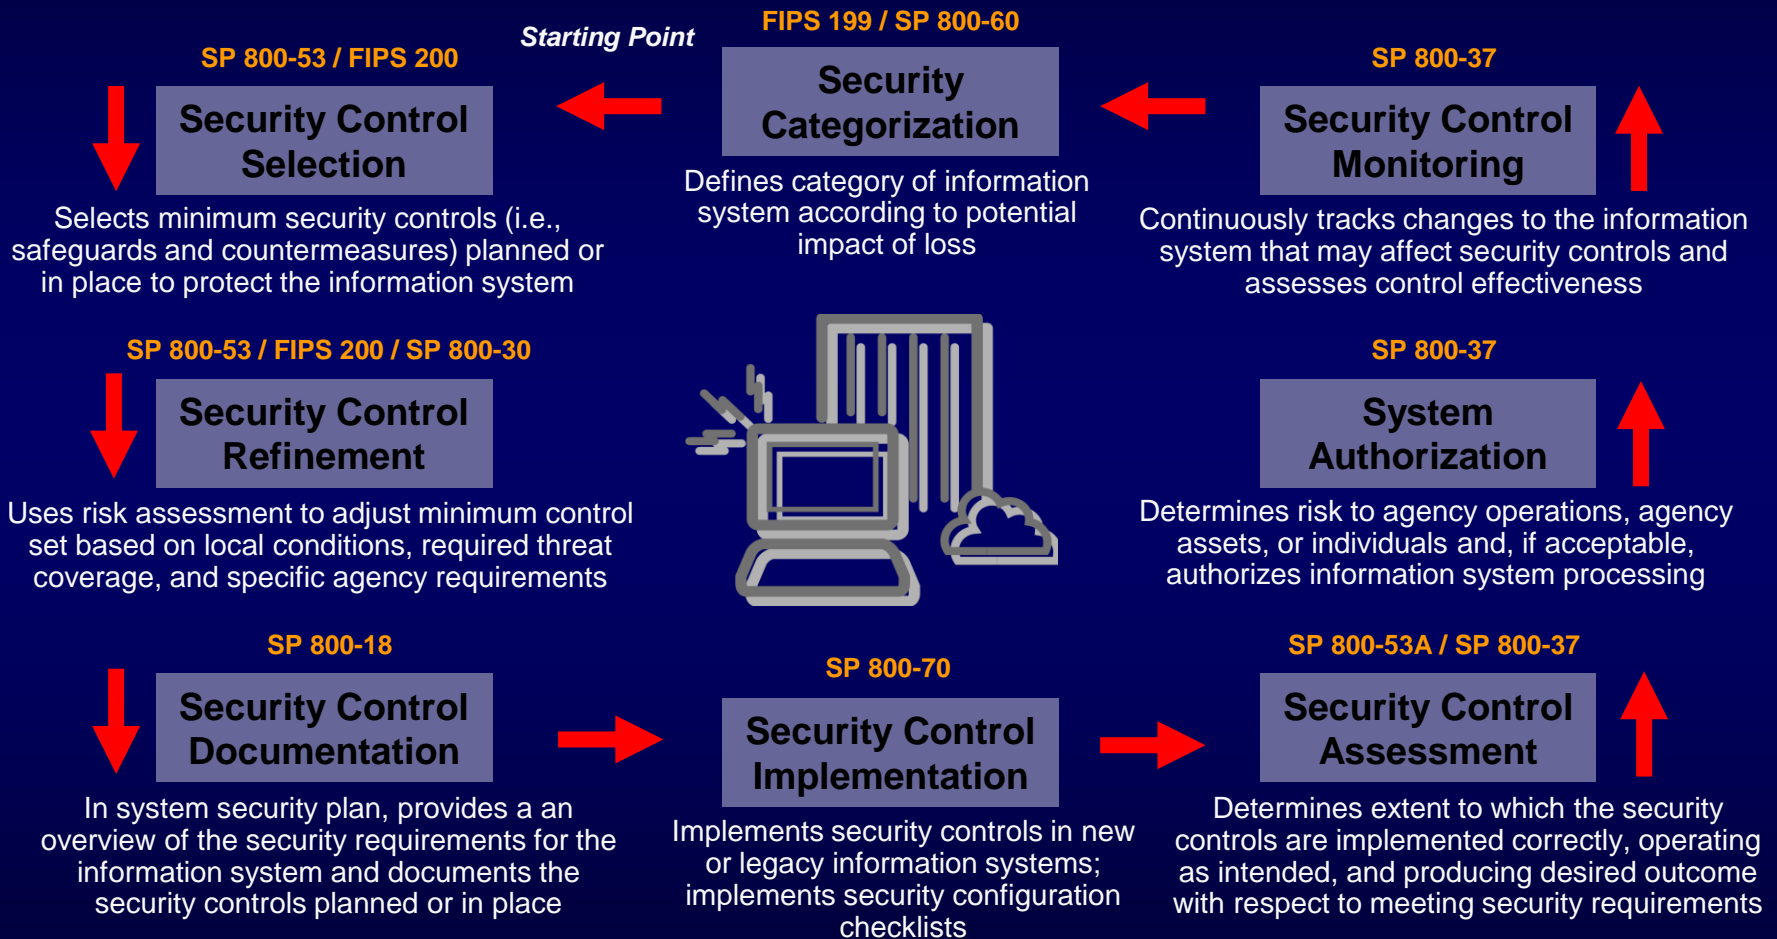 Starting Point
FIPS 199 / SP 800-60
Security
Categorization
Defines category of information
system according to potential
impact of loss
SP 800-53 / FIPS 200
Security Control
Selection
Selects minimum security controls (i.e.,
safeguards and countermeasures) planned or
in place to protect the information system
SP 800-53 / FIPS 200 / SP 800-30
Security Control
Refinement
Uses risk assessment to adjust minimum control
set based on local conditions, required threat
coverage, and specific agency requirements
SP 800-18
Security Control
Documentation
In system security plan, provides a an
overview of the security requirements for the
information system and documents the
security controls planned or in place
SP 800-70
Security Control
Implementation
Implements security controls in new
or legacy information systems;
implements security configuration
checklists
SP 800-53A / SP 800-37
Security Control
Assessment
Determines extent to which the security
controls are implemented correctly, operating
as intended, and producing desired outcome
with respect to meeting security requirements
SP 800-37
System
Authorization
Determines risk to agency operations, agency
assets, or individuals and, if acceptable,
authorizes information system processing
SP 800-37
Security Control
Monitoring
Continuously tracks changes to the information
system that may affect security controls and
assesses control effectiveness